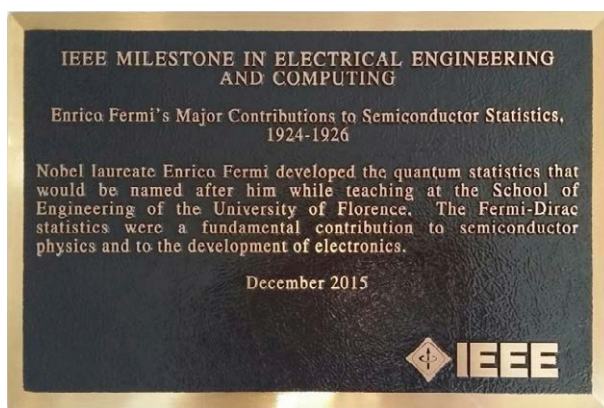 IEEE MILESTONE IN ELECTRICAL ENGINEERING
AND COMPUTING
Enrico Fermi's Major Contributions to Semiconductor Statistics,
1924-1926
Nobel laureate Enrico Fermi developed the quantum statistics that
would be named after him while teaching at the School of
Engineering of the University of Florence. The Fermi-Dirac
statistics were a fundamental contribution to semiconductor
physics and to the development of electronics.
December 2015
IEEE